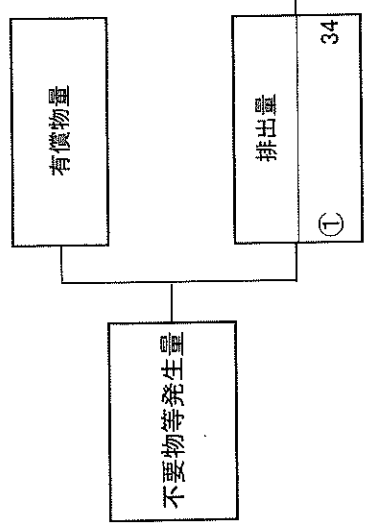 不要物等発生量
有償物量
排出量
① 34